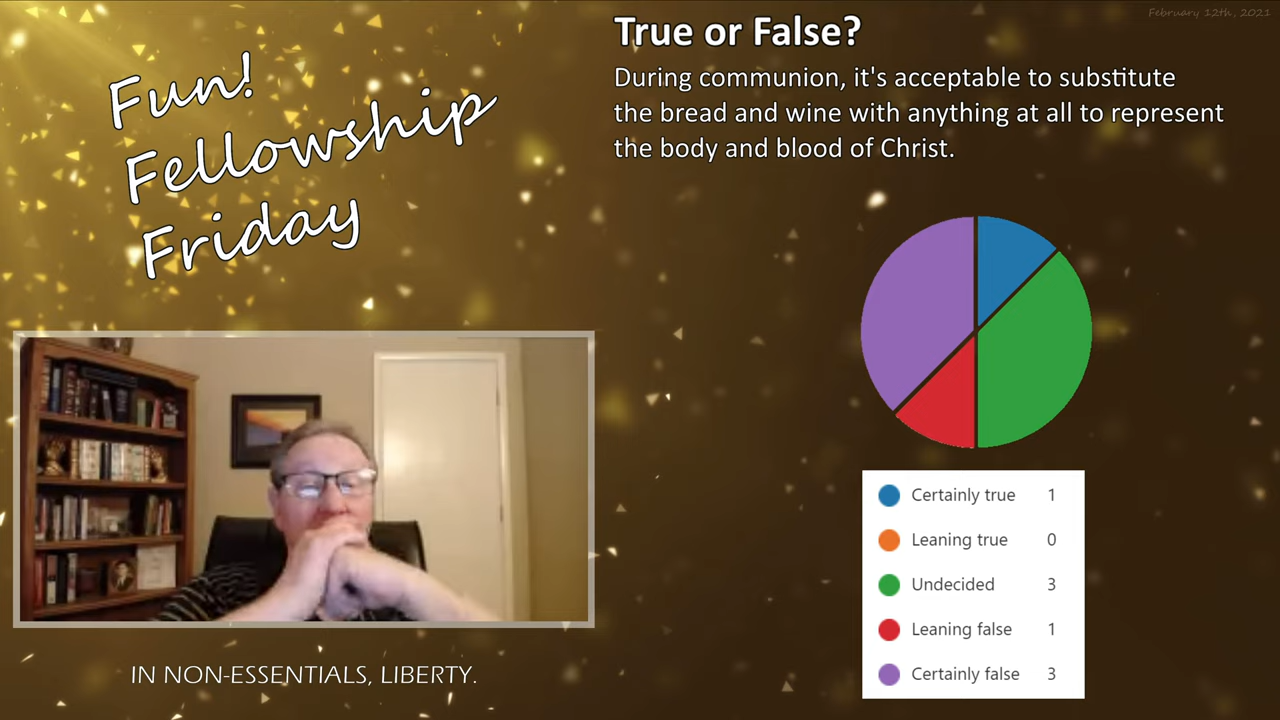 February 12th, 2021
Fun!
Fellowship
Friday
True or False?
During communion, it's acceptable to substitute
the bread and wine with anything at all to represent
the body and blood of Christ.
Certainly true 1
Leaning true 0
Undecided 3
Leaning false 1
Certainly false 3
IN NON-ESSENTIALS, LIBERTY.